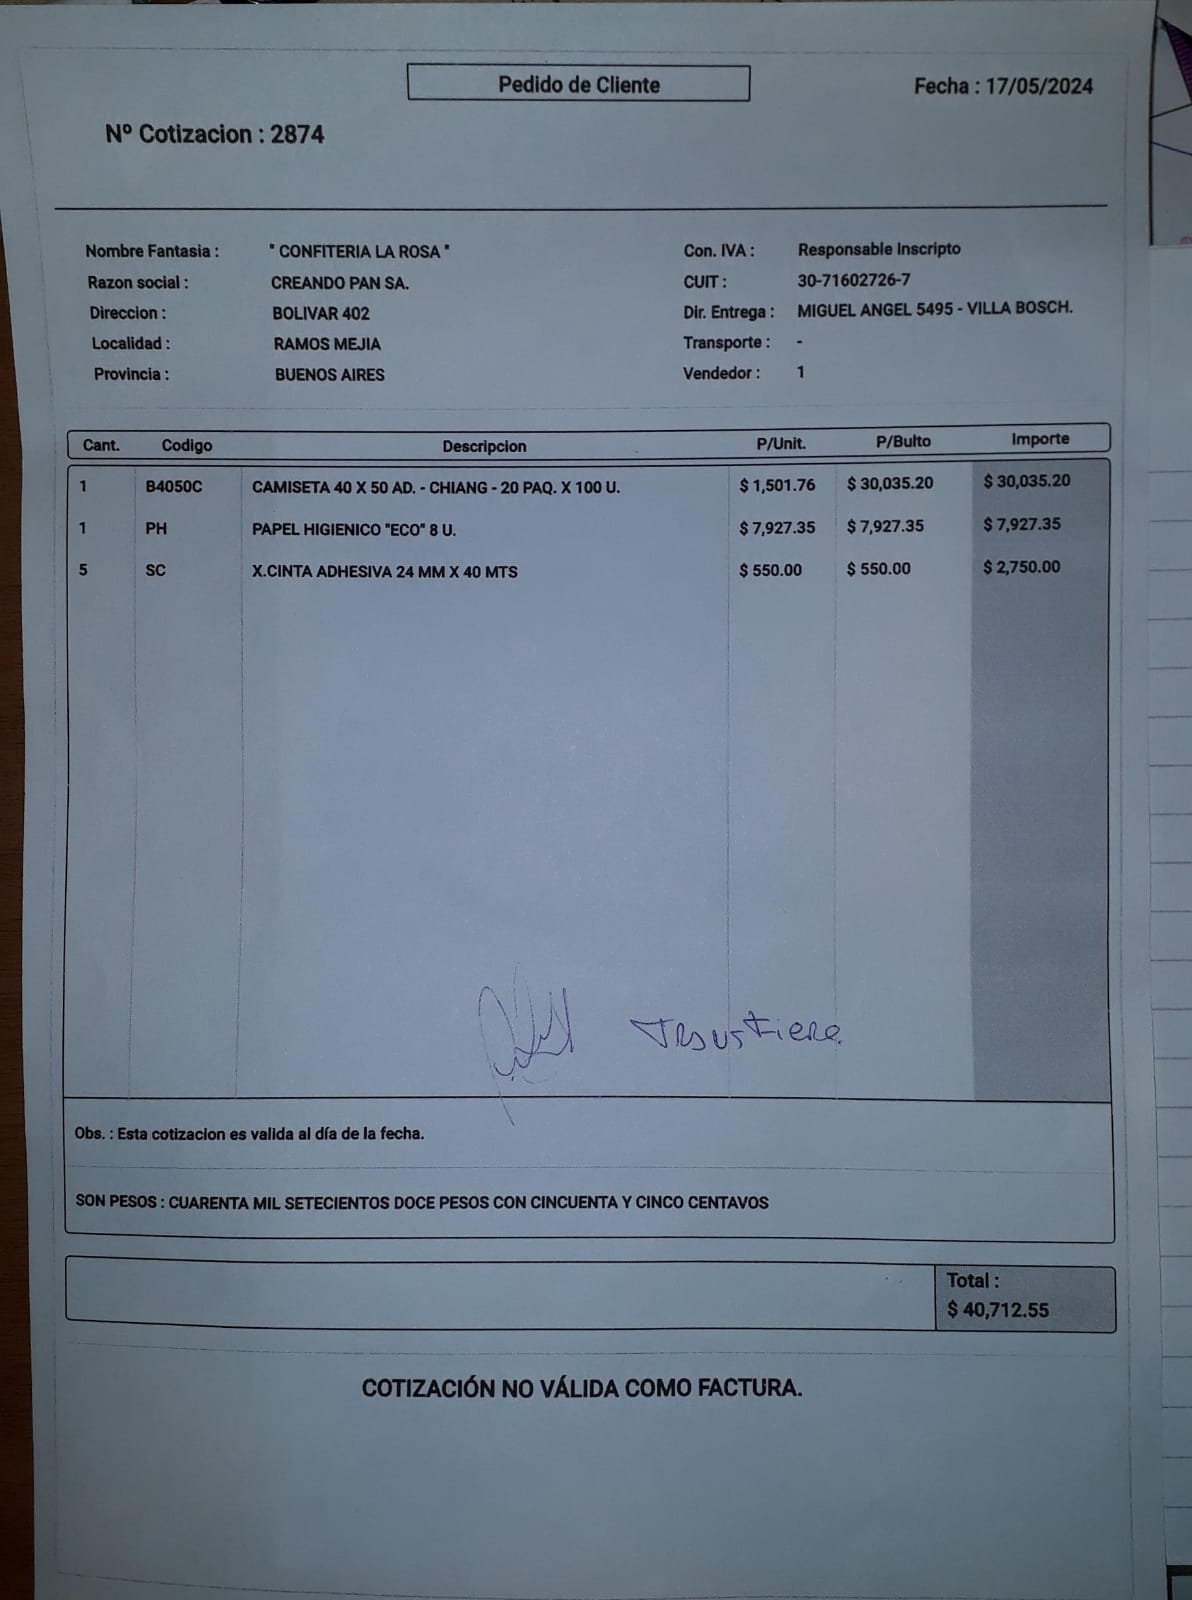 Pedido de Cliente
Fecha : 17/05/2024
Nº Cotizacion : 2874
Nombre Fantasia : " CONFITERIA LA ROSA " Con. IVA : Responsable Inscripto
Razon social : CREANDO PAN SA. CUIT : 30-71602726-7
Direccion : BOLIVAR 402 Dir. Entrega : MIGUEL ANGEL 5495 - VILLA BOSCH.
Localidad : RAMOS MEJIA Transporte : -
Provincia : BUENOS AIRES Vendedor : 1
Cant. Codigo Descripcion P/Unit. P/Bulto Importe
1 B4050C CAMISETA 40 X 50 AD. - CHIANG - 20 PAQ. X 100 U. $ 1,501.76 $ 30,035.20 $ 30,035.20
1 PH PAPEL HIGIENICO "ECO" 8 U. $ 7,927.35 $ 7,927.35 $ 7,927.35
5 SC X.CINTA ADHESIVA 24 MM X 40 MTS $ 550.00 $ 550.00 $ 2,750.00
Obs. : Esta cotizacion es valida al día de la fecha.
SON PESOS : CUARENTA MIL SETECIENTOS DOCE PESOS CON CINCUENTA Y CINCO CENTAVOS
Total :
$ 40,712.55
COTIZACIÓN NO VÁLIDA COMO FACTURA.